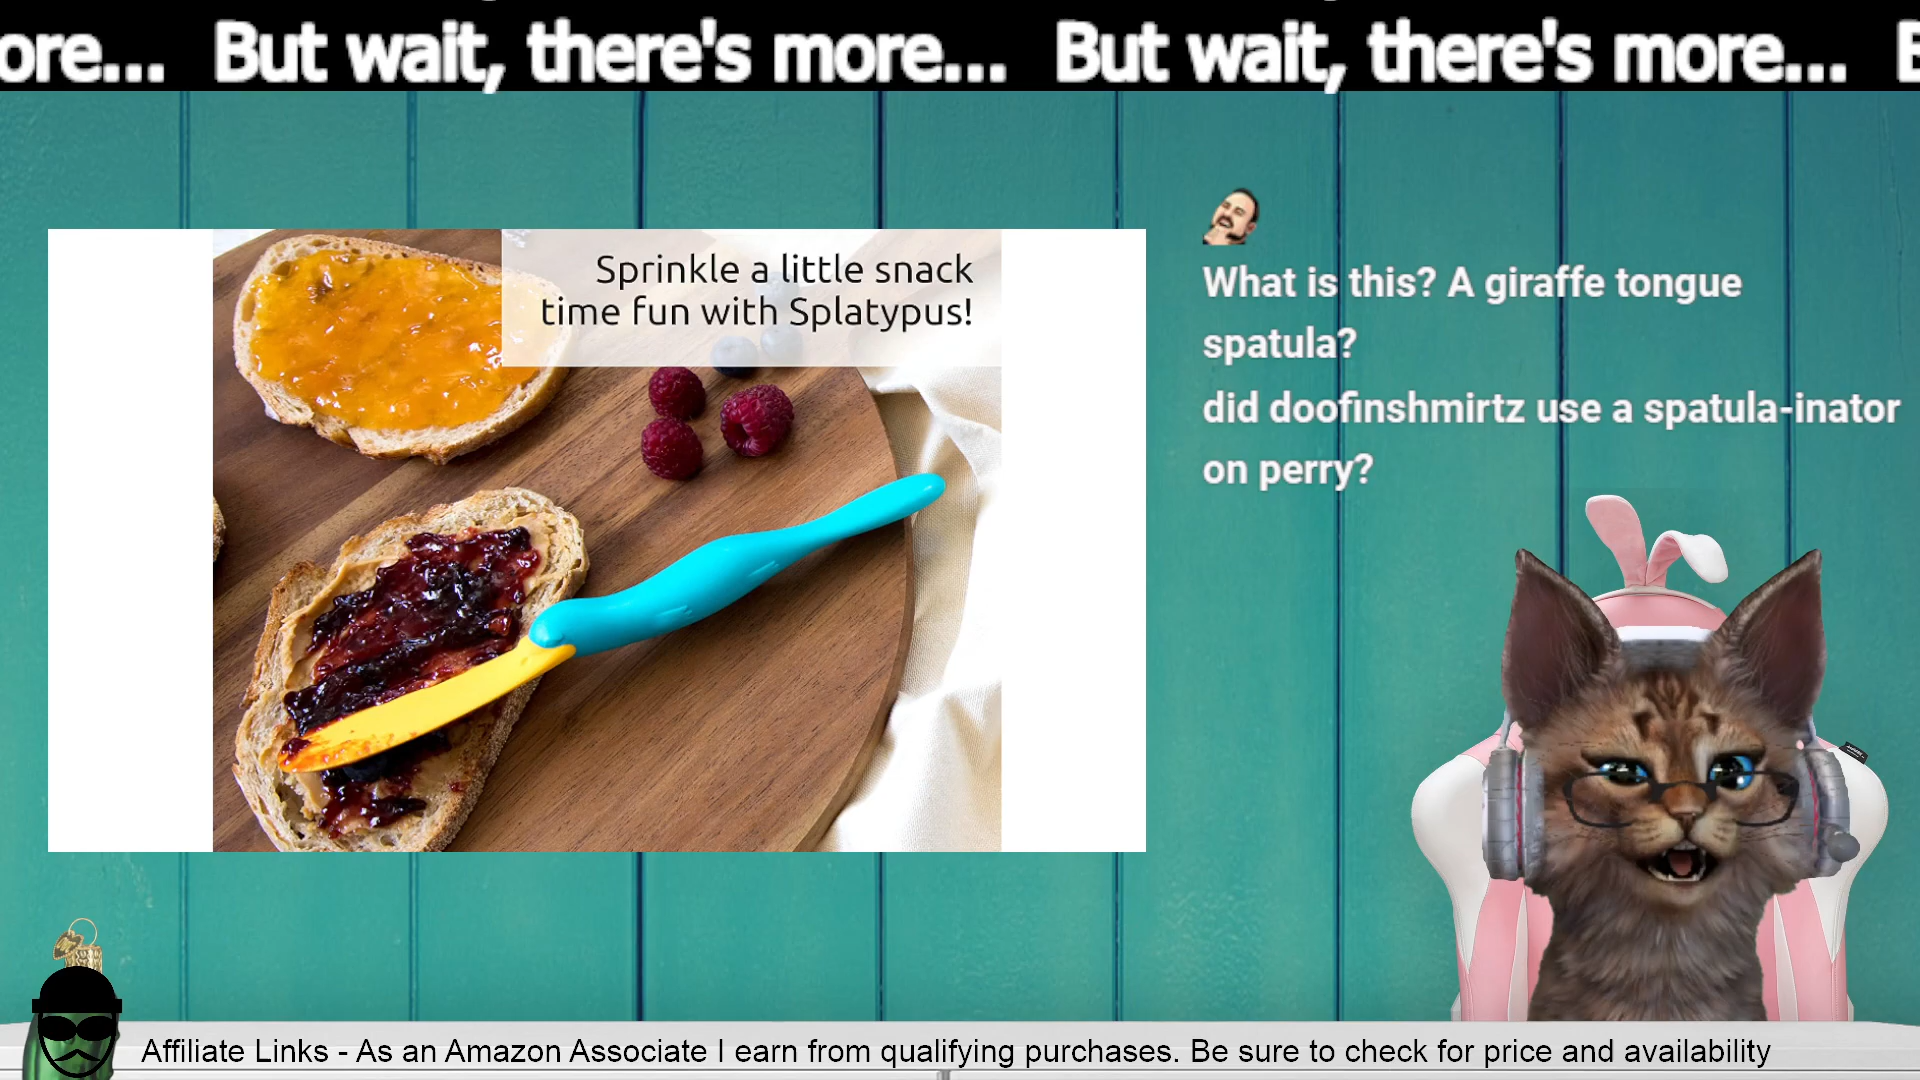 ore... But wait, there's more... But wait, there's more... B
Sprinkle a little snack
time fun with Splatypus!
What is this? A giraffe tongue
spatula?
did doofinshmirtz use a spatula-inator
on perry?
Affiliate Links - As an Amazon Associate I earn from qualifying purchases. Be sure to check for price and availability